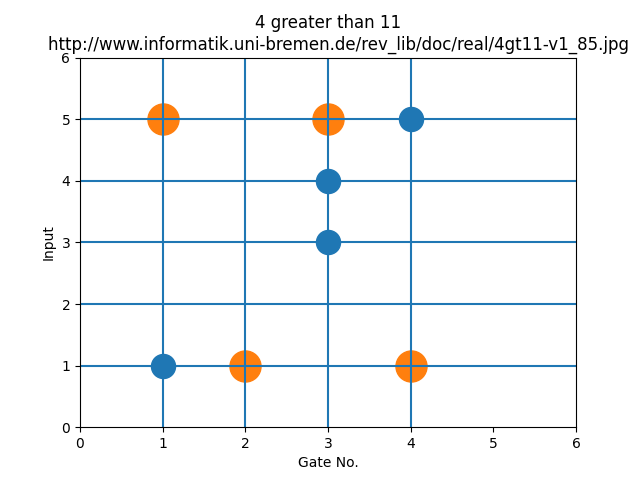 4 greater than 11
http://www.informatik.uni-bremen.de/rev_lib/doc/real/4gt11-v1_85.jpg
6
5
4
3
2
1
0
Input
0 1 2 3 4 5 6
Gate No.